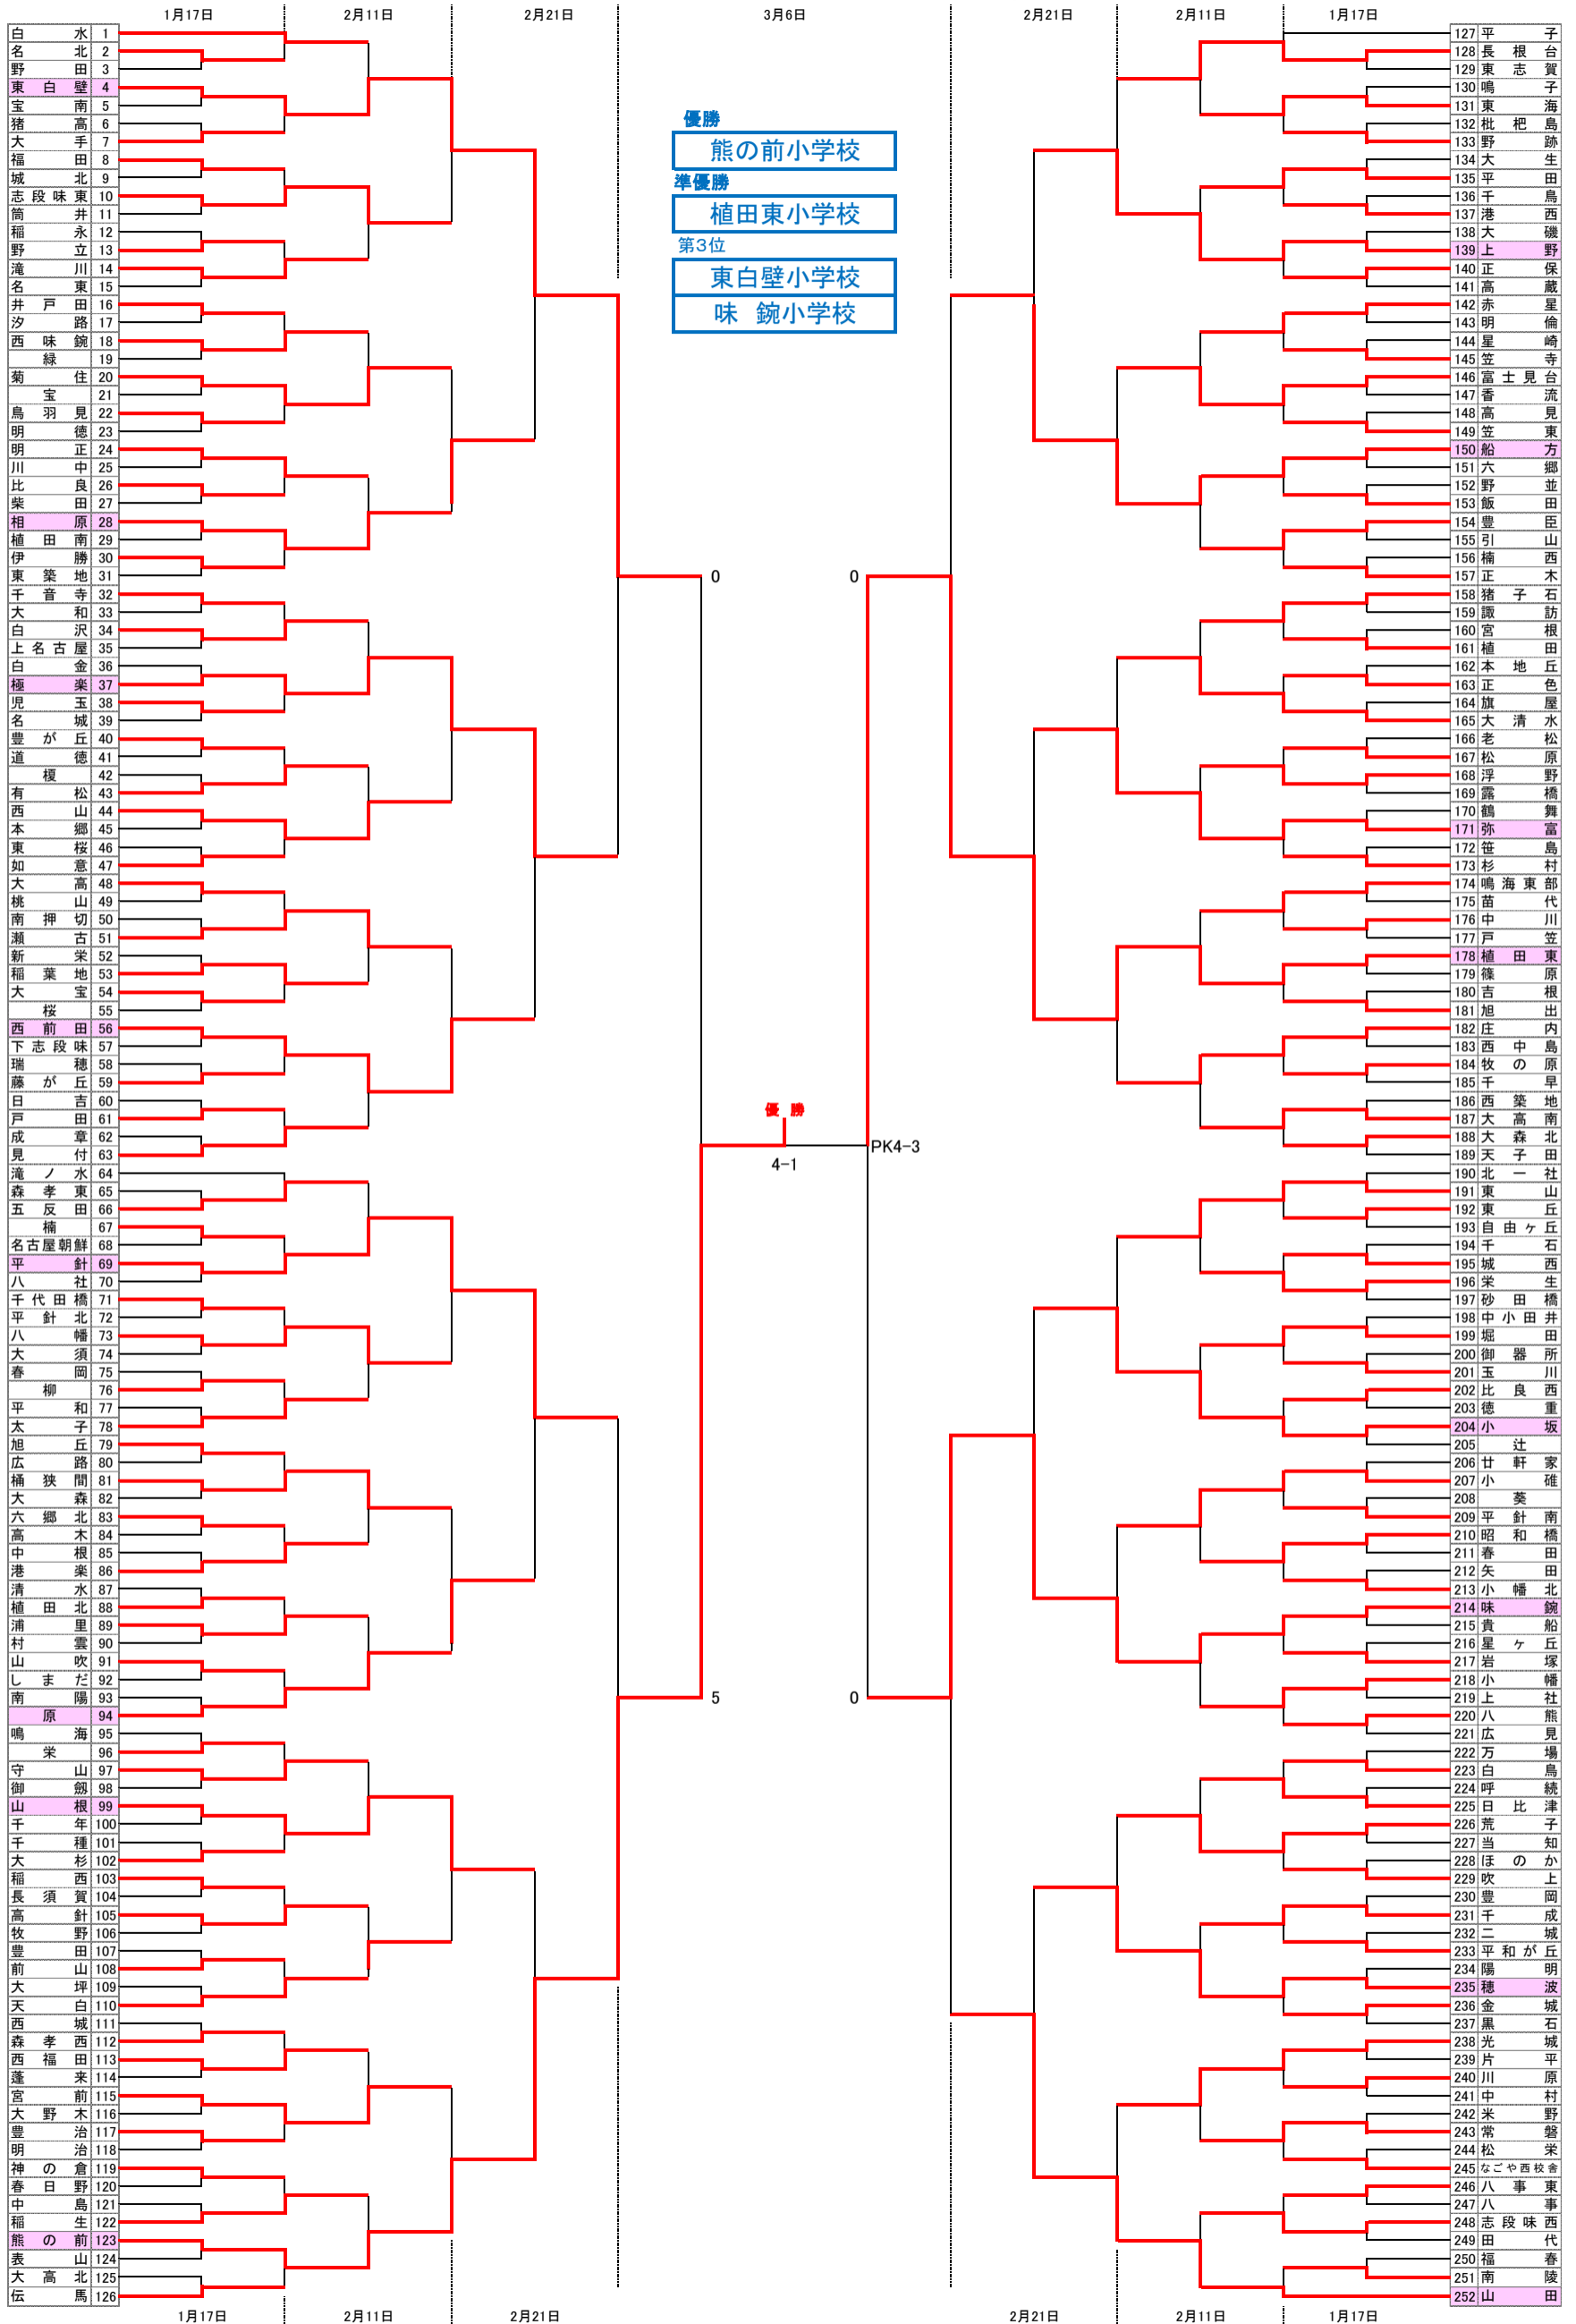 1月17日 2月11日 2月21日 3月6日 2月21日 2月11日 1月17日
優勝
熊の前小学校
準優勝
植田東小学校
第3位
東白壁小学校
味 鋺小学校
白水 1
名北 2
野田 3
東白壁 4
宝南 5
猪高 6
大手 7
福田 8
城北 9
志段味東 10
筒井 11
稲永 12
野立 13
滝川 14
名東 15
井戸田 16
汐路 17
西味鋺 18
緑 19
菊住 20
宝 21
鳥羽見 22
明徳 23
明正 24
川中 25
比良 26
柴田 27
相原 28
植田南 29
伊勝 30
東築地 31
千音寺 32
大和 33
白沢 34
上名古屋 35
白金 36
極楽 37
児玉 38
名城 39
豊が丘 40
道徳 41
榎 42
有松 43
西山 44
本郷 45
東桜 46
如意 47
大高 48
桃山 49
南押切 50
瀬古 51
新栄 52
稲葉地 53
大宝 54
桜 55
西前田 56
下志段味 57
瑞穂 58
藤が丘 59
日吉 60
戸田 61
成章 62
見付 63
滝ノ水 64
森孝東 65
五反田 66
楠 67
名古屋朝鮮 68
平針 69
八社 70
千代田橋 71
平針北 72
八幡 73
大須 74
春岡 75
柳 76
平和 77
太子 78
旭丘 79
広路 80
桶狭間 81
大森 82
六郷北 83
高木 84
中根 85
港楽 86
清水 87
植田北 88
浦里 89
村雲 90
山吹 91
しまだ 92
南陽 93
原 94
鳴海 95
栄 96
守山 97
御劔 98
山根 99
千年 100
千種 101
大杉 102
稲西 103
長須賀 104
高針 105
牧野 106
豊田 107
前山 108
大坪 109
天白 110
西城 111
森孝西 112
西福田 113
蓬来 114
宮前 115
大野木 116
豊治 117
明治 118
神の倉 119
春日野 120
中島 121
稲生 122
熊の前 123
表山 124
大高北 125
伝馬 126
0 0
優 勝
4-1
PK4-3
5 0
127 平子
128 長根台
129 東志賀
130 鳴子
131 東海
132 枇杷島
133 野跡
134 大生
135 平田
136 千鳥
137 港西
138 大磯
139 上野
140 正保
141 高蔵
142 赤星
143 明倫
144 星崎
145 笠寺
146 富士見台
147 香流
148 高見
149 笠東
150 船方
151 六郷
152 野並
153 飯田
154 豊臣
155 引山
156 楠西
157 正木
158 猪子石
159 諏訪
160 宮根
161 植田
162 本地丘
163 正色
164 旗屋
165 大清水
166 老松
167 松原
168 浮野
169 露橋
170 鶴舞
171 弥富
172 笹島
173 杉村
174 鳴海東部
175 苗代
176 中川
177 戸笠
178 植田東
179 篠原
180 吉根
181 旭出
182 庄内
183 西中島
184 牧の原
185 千早
186 西築地
187 大高南
188 大森北
189 天子田
190 北一社
191 東山
192 東丘
193 自由ヶ丘
194 千石
195 城西
196 栄生
197 砂田橋
198 中小田井
199 堀田
200 御器所
201 玉川
202 比良西
203 徳重
204 小坂
205 辻
206 廿軒家
207 小碓
208 葵
209 平針南
210 昭和橋
211 春田
212 矢田
213 小幡北
214 味鋺
215 貴船
216 星ヶ丘
217 岩塚
218 小幡
219 上社
220 八熊
221 広見
222 万場
223 白鳥
224 呼続
225 日比津
226 荒子
227 当知
228 ほのか
229 吹上
230 豊岡
231 千成
232 二城
233 平和が丘
234 陽明
235 穂波
236 金城
237 黒石
238 光城
239 片平
240 川原
241 中村
242 米野
243 常磐
244 松栄
245 なごや西校舎
246 八事東
247 八事
248 志段味西
249 田代
250 福春
251 南陵
252 山田
1月17日 2月11日 2月21日 2月21日 2月11日 1月17日